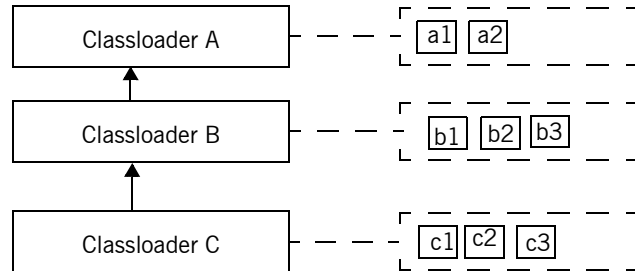 Classloader A a1 a2
Classloader B b1 b2 b3
Classloader C c1 c2 c3